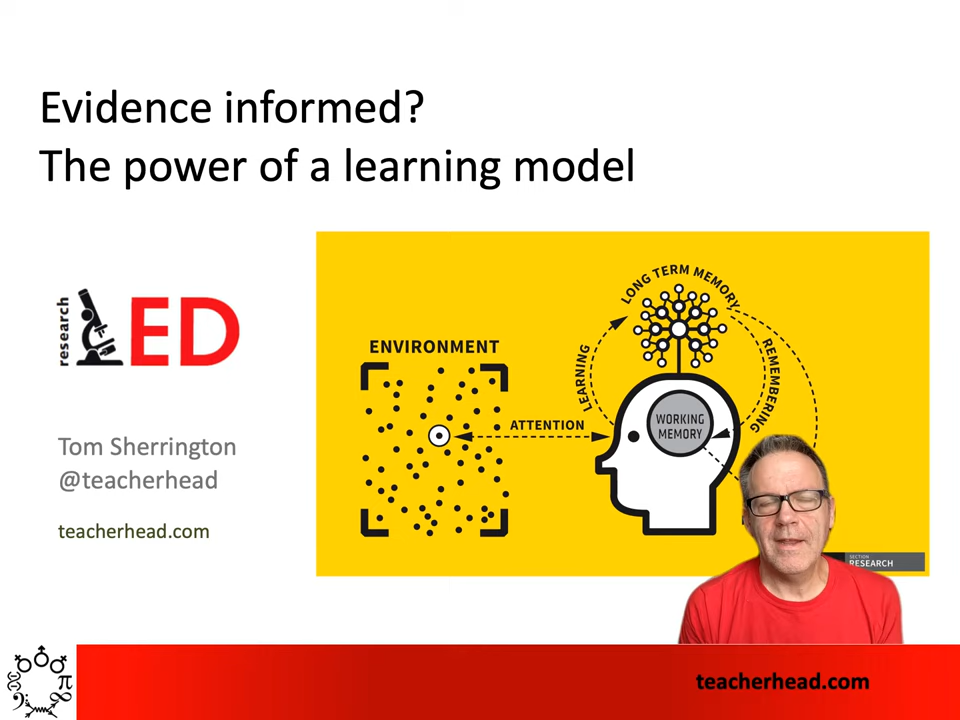 Evidence informed?
The power of a learning model
research
ED
Tom Sherrington
@teacherhead
teacherhead.com
ENVIRONMENT
ATTENTION
LEARNING
LONG TERM MEMORY
REMEMBERING
WORKING
MEMORY
SECTION
RESEARCH
teacherhead.com